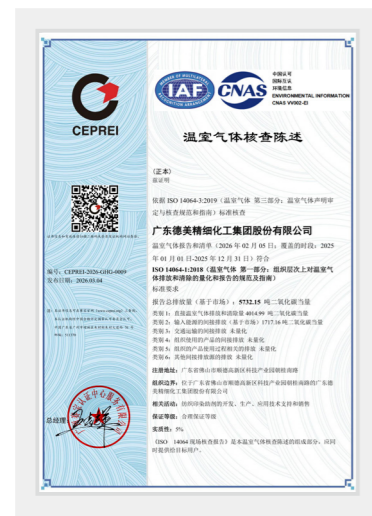 CEPREI
MEMBER OF MULTILATERAL
IAF
RECOGNITION ARRANGEMENT
CNAS
中国认可
国际互认
环境信息
ENVIRONMENTAL INFORMATION
CNAS VV002-EI
温室气体核查陈述
(正本)
兹证明
依据 ISO 14064-3:2019《温室气体 第三部分：温室气体声明审
定与核查规范和指南》标准核查
广东德美精细化工集团股份有限公司
温室气体报告和清单（2026 年 02 月 05 日；覆盖的时段：2025
年 01 月 01 日-2025 年 12 月 31 日）符合
ISO 14064-1:2018《温室气体 第一部分：组织层次上对温室气
体排放和清除的量化和报告的规范及指南》
标准要求
报告总排放量（基于市场）：5732.15 吨二氧化碳当量
类别 1：直接温室气体排放和清除量 4014.99 吨二氧化碳当量
类别 2：输入能源的间接排放（基于市场）1717.16 吨二氧化碳当量
类别 3：交通运输的间接排放 未量化
类别 4：组织使用的产品的间接排放 未量化
类别 5：组织的产品使用过程相关的排放 未量化
类别 6：其他间接排放源的排放 未量化
注册地址：广东省佛山市顺德高新区科技产业园朝桂南路
组织边界：位于广东省佛山市顺德高新区科技产业园朝桂南路的广东德
美精细化工集团股份有限公司
相关活动：纺织印染助剂的开发、生产、应用技术支持和销售
保证等级：合理保证等级
实质性：5%
《ISO 14064 现场核查报告》是本温室气体核查陈述的组成部分，应同
时提供给目标用户。
编号：CEPREI-2026-GHG-0009
发布日期：2026.03.04
总经理：